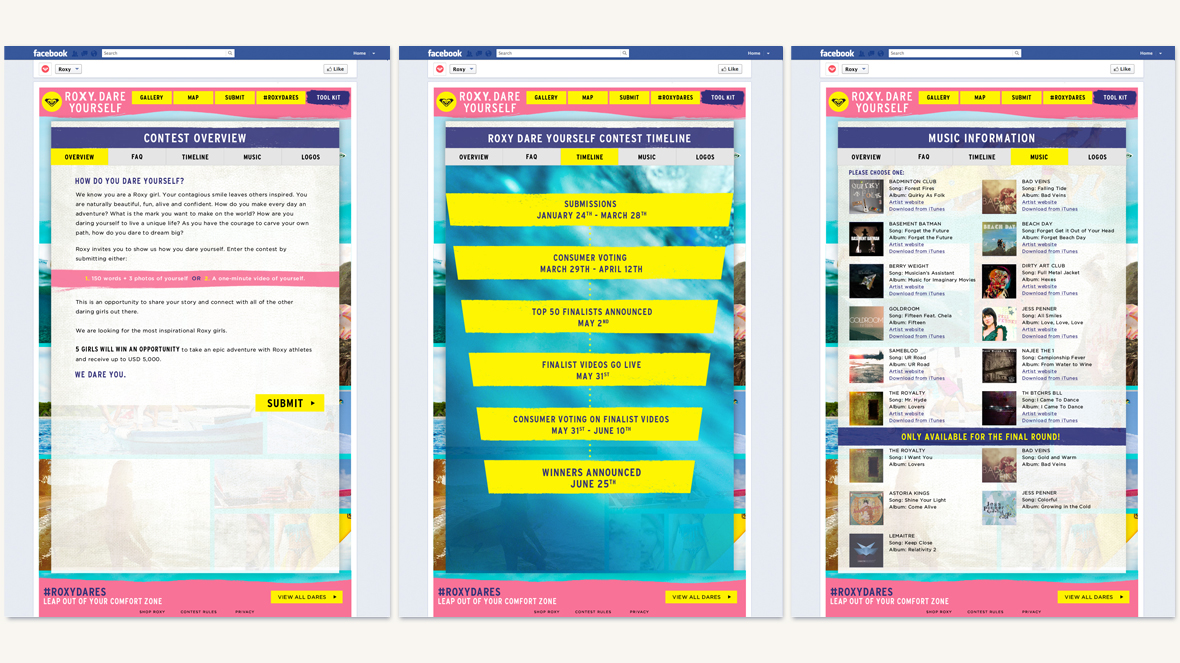 facebook
Search
Home
Roxy
Like
ROXY. DARE
YOURSELF
GALLERY
MAP
SUBMIT
#ROXYDARES
TOOL KIT
CONTEST OVERVIEW
OVERVIEW
FAQ
TIMELINE
MUSIC
LOGOS
HOW DO YOU DARE YOURSELF?
We know you are a Roxy girl. Your contagious smile leaves others inspired. You
are naturally beautiful, fun, alive and confident. How do you make every day an
adventure? What is the mark you want to make on the world? How are you
daring yourself to live a unique life? As you have the courage to carve your own
path, how do you dare to dream big?
Roxy invites you to show us how you dare yourself. Enter the contest by
submitting either:
1. 150 words + 3 photos of yourself OR 2. A one-minute video of yourself.
This is an opportunity to share your story and connect with all of the other
daring girls out there.
We are looking for the most inspirational Roxy girls.
5 GIRLS WILL WIN AN OPPORTUNITY to take an epic adventure with Roxy athletes
and receive up to USD 5,000.
WE DARE YOU.
SUBMIT
#ROXYDARES
LEAP OUT OF YOUR COMFORT ZONE
VIEW ALL DARES
SHOP ROXY
CONTEST RULES
PRIVACY
facebook
Search
Home
Roxy
Like
ROXY. DARE
YOURSELF
GALLERY
MAP
SUBMIT
#ROXYDARES
TOOL KIT
ROXY DARE YOURSELF CONTEST TIMELINE
OVERVIEW
FAQ
TIMELINE
MUSIC
LOGOS
SUBMISSIONS
JANUARY 24TH - MARCH 28TH
CONSUMER VOTING
MARCH 29TH - APRIL 12TH
TOP 50 FINALISTS ANNOUNCED
MAY 2ND
FINALIST VIDEOS GO LIVE
MAY 31ST
CONSUMER VOTING ON FINALIST VIDEOS
MAY 31ST - JUNE 10TH
WINNERS ANNOUNCED
JUNE 25TH
#ROXYDARES
LEAP OUT OF YOUR COMFORT ZONE
VIEW ALL DARES
SHOP ROXY
CONTEST RULES
PRIVACY
facebook
Search
Home
Roxy
Like
ROXY. DARE
YOURSELF
GALLERY
MAP
SUBMIT
#ROXYDARES
TOOL KIT
MUSIC INFORMATION
OVERVIEW
FAQ
TIMELINE
MUSIC
LOGOS
PLEASE CHOOSE ONE:
BADMINTON CLUB
Song: Forest Fires
Album: Quirky As Folk
Artist website
Download from iTunes
BAD VEINS
Song: Falling Tide
Album: Bad Veins
Artist website
Download from iTunes
BASEMENT BATMAN
Song: Forget the Future
Album: Forget the Future
Artist website
Download from iTunes
BEACH DAY
Song: Forget Get it Out of Your Head
Album: Forget Beach Day
Artist website
Download from iTunes
BERRY WEIGHT
Song: Musician's Assistant
Album: Music for Imaginary Movies
Artist website
Download from iTunes
DIRTY ART CLUB
Song: Full Metal Jacket
Album: Hexes
Artist website
Download from iTunes
GOLDROOM
Song: Fifteen Feat. Chela
Album: Fifteen
Artist website
Download from iTunes
JESS PENNER
Song: All Smiles
Album: Love, Love, Love
Artist website
Download from iTunes
SAMEBLOD
Song: UR Road
Album: UR Road
Artist website
Download from iTunes
NAJEE THE 1
Song: Campionship Fever
Album: From Water to Wine
Artist website
Download from iTunes
THE ROYALTY
Song: Mr. Hyde
Album: Lovers
Artist website
Download from iTunes
TH BTCHRS BLL
Song: I Came To Dance
Album: I Came To Dance
Artist website
Download from iTunes
ONLY AVAILABLE FOR THE FINAL ROUND!
THE ROYALTY
Song: I Want You
Album: Lovers
BAD VEINS
Song: Gold and Warm
Album: Bad Veins
ASTORIA KINGS
Song: Shine Your Light
Album: Come Alive
JESS PENNER
Song: Colorful
Album: Growing in the Cold
LEMAITRE
Song: Keep Close
Album: Relativity 2
#ROXYDARES
LEAP OUT OF YOUR COMFORT ZONE
VIEW ALL DARES
SHOP ROXY
CONTEST RULES
PRIVACY